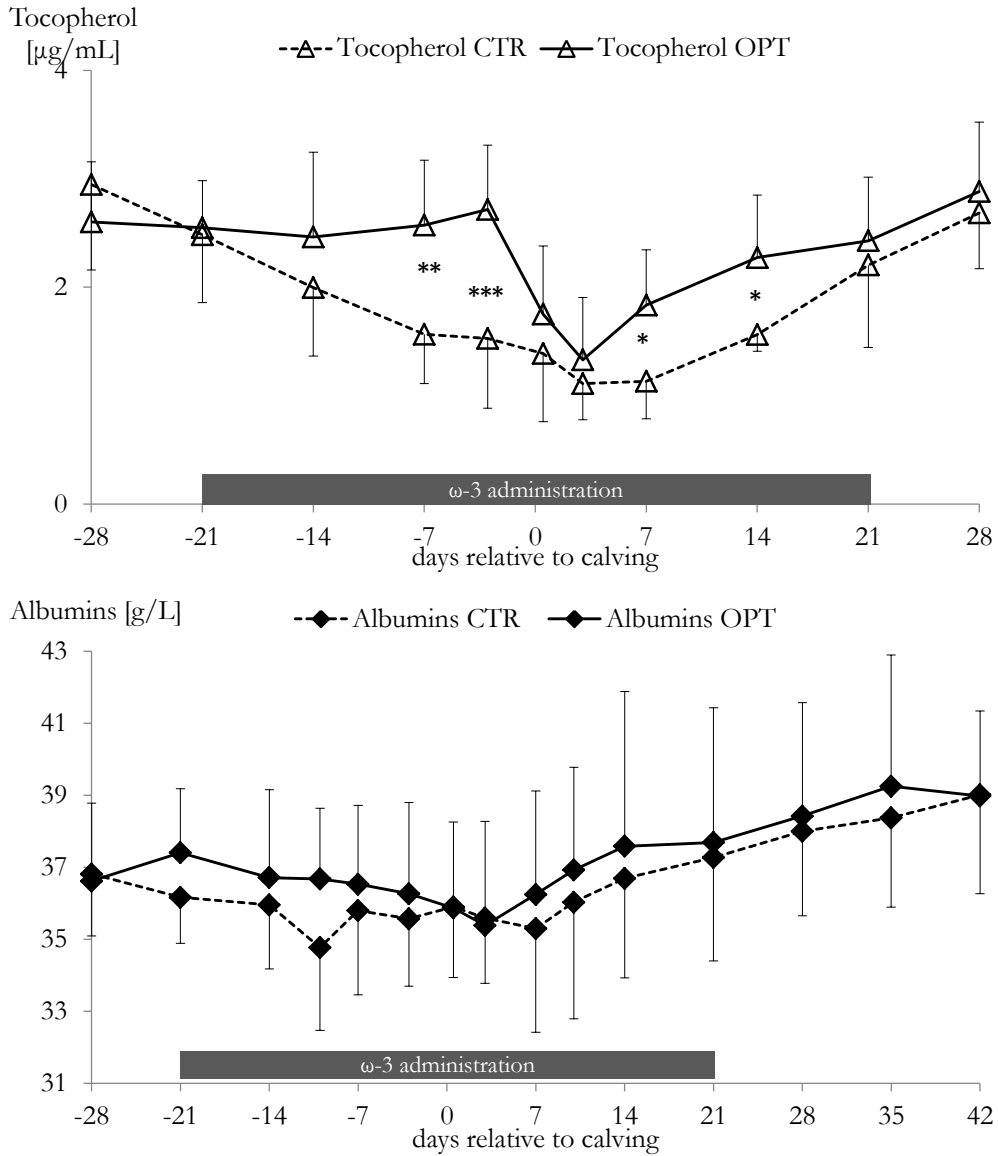 Tocopherol
[µg/mL]
Tocopherol CTR Tocopherol OPT
4
**
2
***
*
*
ω-3 administration
0
-28 -21 -14 -7 0 7 14 21 28
days relative to calving
Albumins [g/L]
Albumins CTR Albumins OPT
43
41
39
37
35
33
ω-3 administration
31
-28 -21 -14 -7 0 7 14 21 28 35 42
days relative to calving